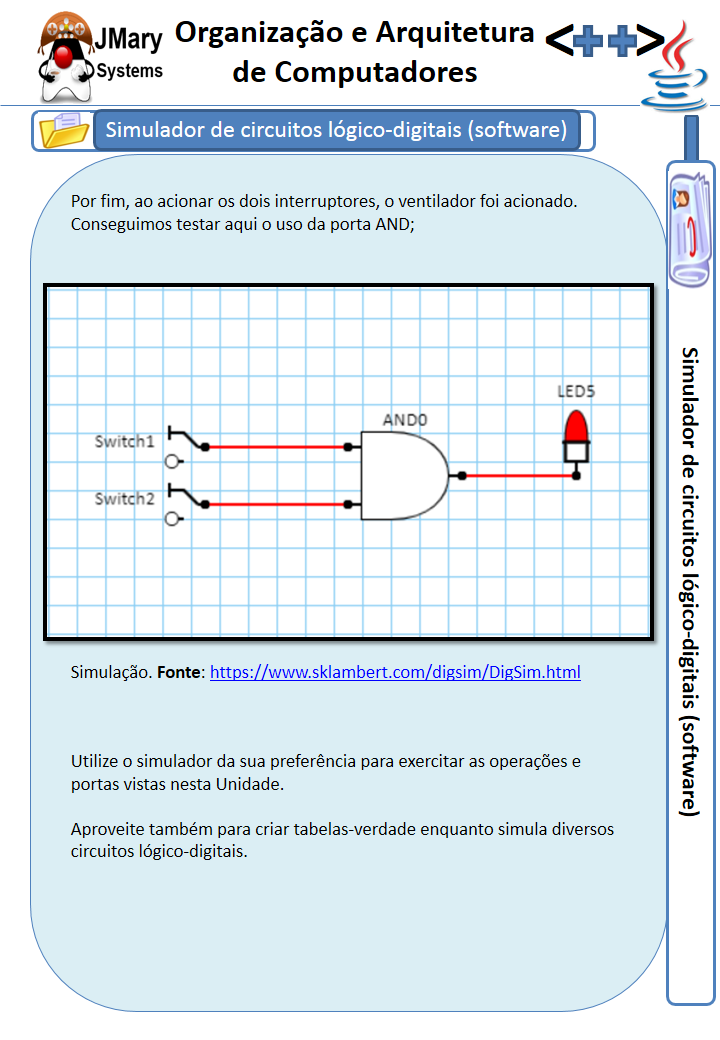 JMary
Systems
Organização e Arquitetura
de Computadores
<++>
Simulador de circuitos lógico-digitais (software)
Por fim, ao acionar os dois interruptores, o ventilador foi acionado.
Conseguimos testar aqui o uso da porta AND;
LED5
AND0
Switch1
Switch2
Simulação. Fonte: https://www.sklambert.com/digsim/DigSim.html
Utilize o simulador da sua preferência para exercitar as operações e
portas vistas nesta Unidade.
Aproveite também para criar tabelas-verdade enquanto simula diversos
circuitos lógico-digitais.
Simulador de circuitos lógico-digitais (software)